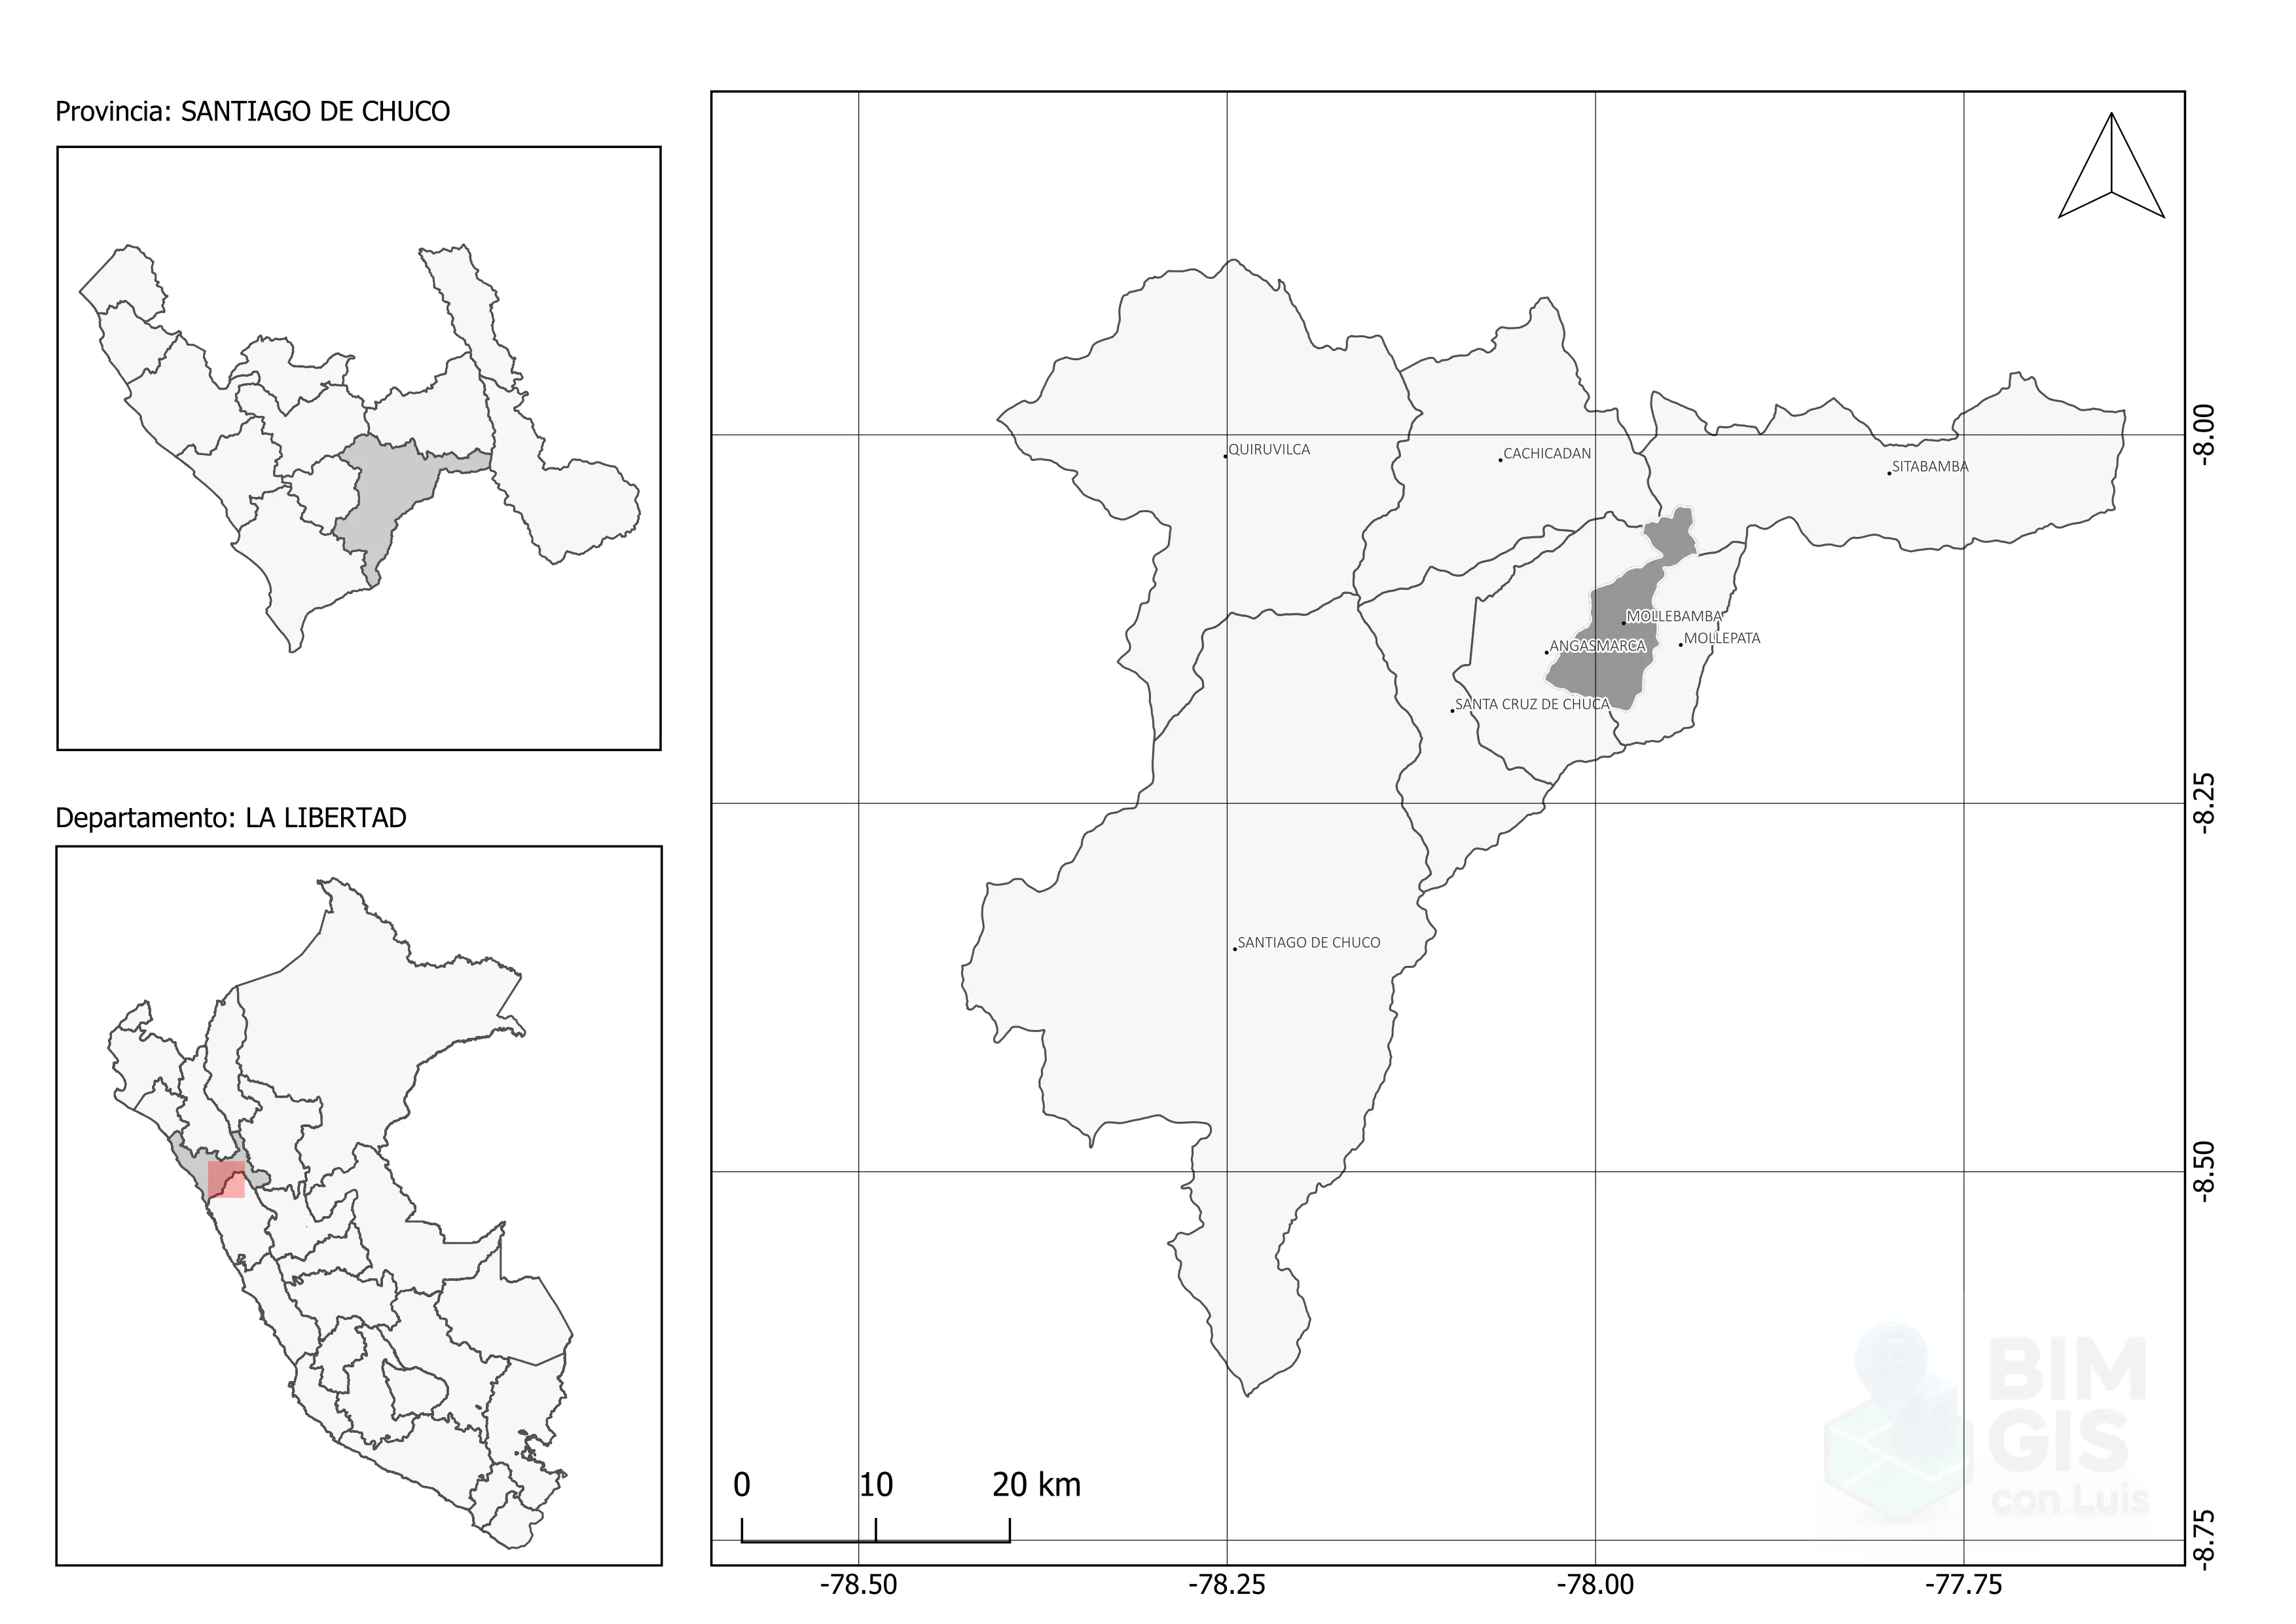 Provincia: SANTIAGO DE CHUCO
Departamento: LA LIBERTAD
QUIRUVILCA
CACHICADAN
SITABAMBA
MOLLEBAMBA
MOLLEPATA
ANGASMARCA
SANTA CRUZ DE CHUCA
SANTIAGO DE CHUCO
-8.00
-8.25
-8.50
-8.75
0 10 20 km
-78.50 -78.25 -78.00 -77.75
BIM
GIS
con Luis